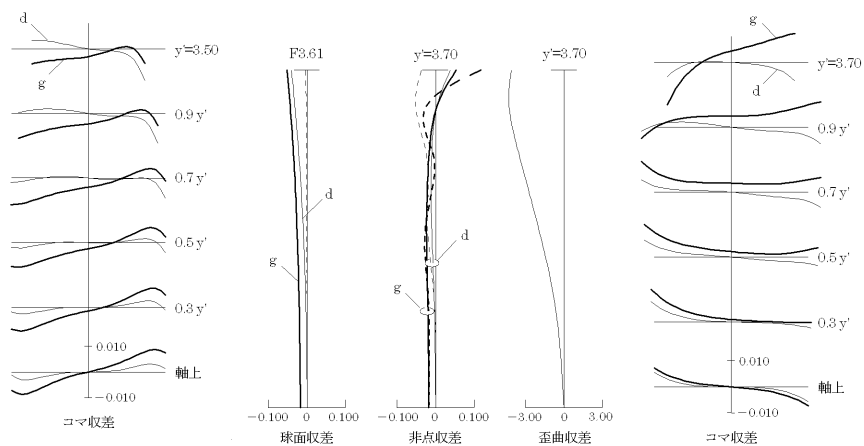 d
g
y'=3.50
0.9 y'
0.7 y'
0.5 y'
0.3 y'
0.010
軸上
−0.010
コマ収差
F3.61
d
g
−0.100 0 0.100
球面収差
y'=3.70
d
g
−0.100 0 0.100
非点収差
y'=3.70
−3.00 0 3.00
歪曲収差
g
y'=3.70
d
0.9 y'
0.7 y'
0.5 y'
0.3 y'
0.010
軸上
−0.010
コマ収差